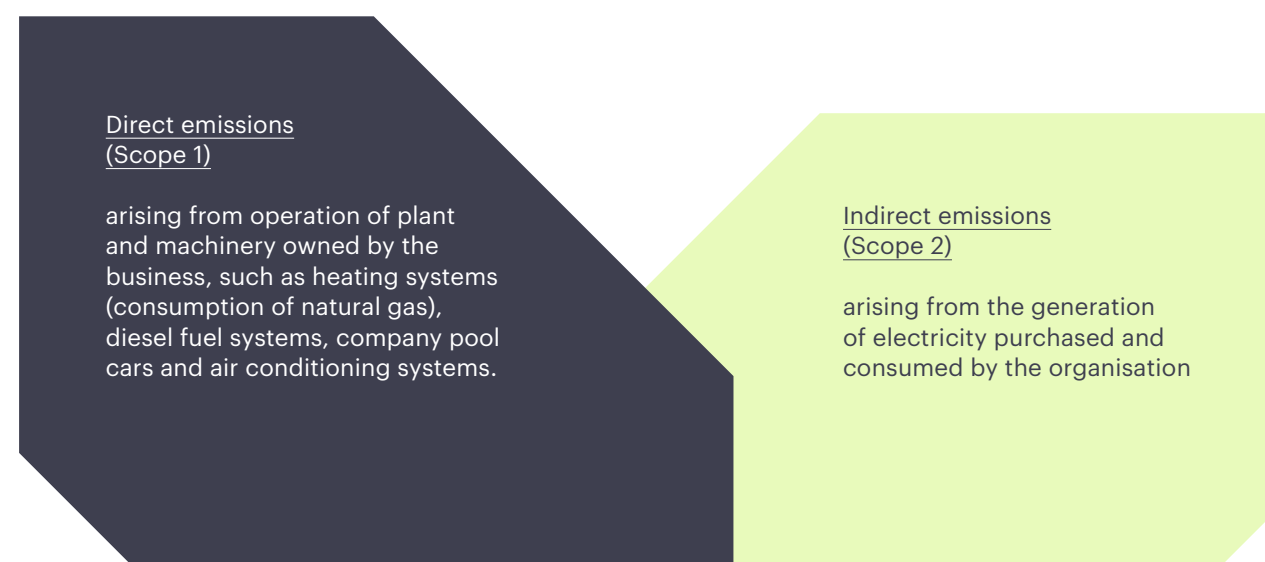 Direct emissions
(Scope 1)
arising from operation of plant
and machinery owned by the
business, such as heating systems
(consumption of natural gas),
diesel fuel systems, company pool
cars and air conditioning systems.
Indirect emissions
(Scope 2)
arising from the generation
of electricity purchased and
consumed by the organisation